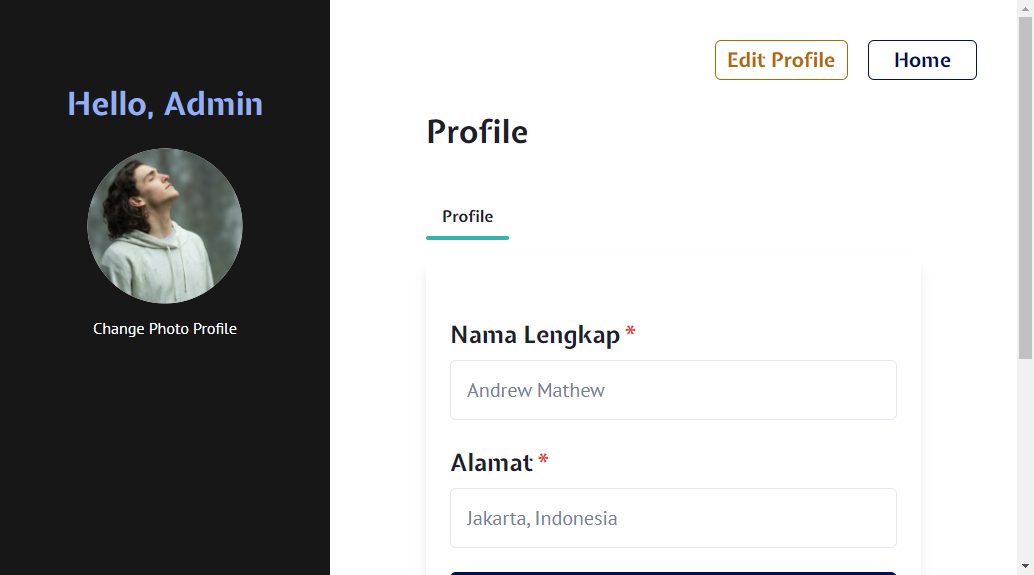 Hello, Admin
Change Photo Profile
Edit Profile
Home
Profile
Profile
Nama Lengkap *
Andrew Mathew
Alamat *
Jakarta, Indonesia